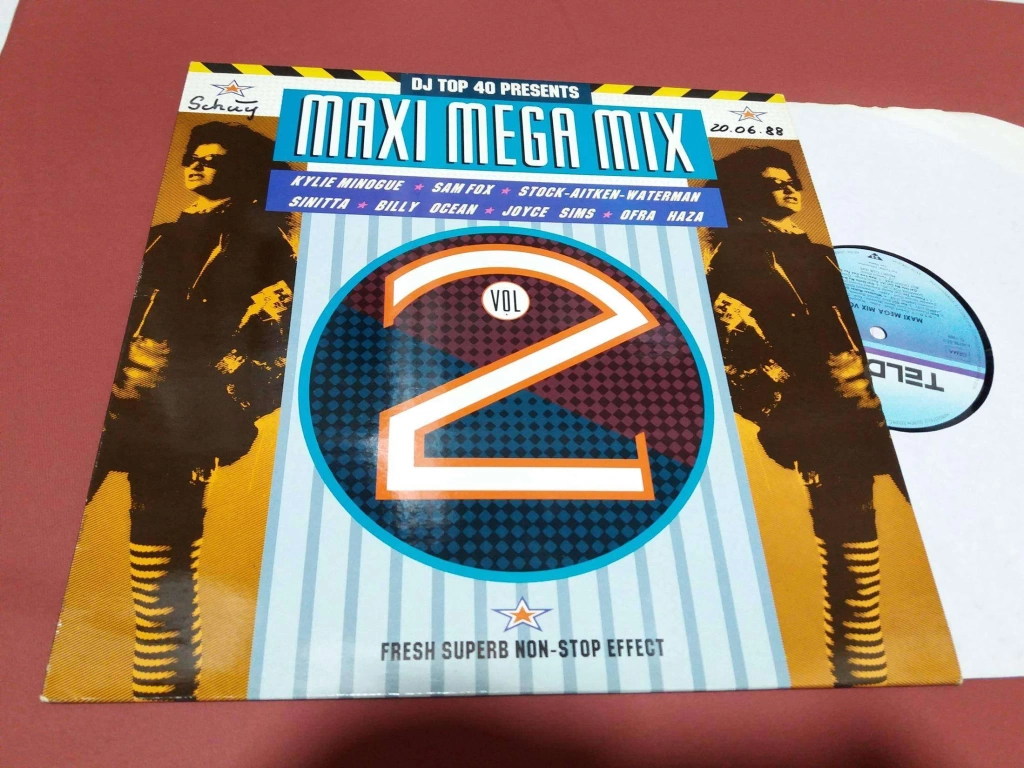 DJ TOP 40 PRESENTS
Schug
20.06.88
MAXI MEGA MIX
KYLIE MINOGUE ★ SAM FOX ★ STOCK-AITKEN-WATERMAN
SINITTA ★ BILLY OCEAN ★ JOYCE SIMS ★ OFRA HAZA
VOL
2
FRESH SUPERB NON-STOP EFFECT
MAXI MEGA MIX
TELD